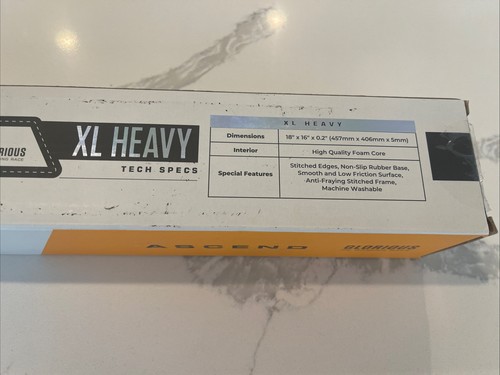 XL HEAVY
TECH SPECS
XL HEAVY
Dimensions 18" x 16" x 0.2" (457mm x 406mm x 5mm)
Interior High Quality Foam Core
Special Features Stitched Edges, Non-Slip Rubber Base,
Smooth and Low Friction Surface,
Anti-Fraying Stitched Frame,
Machine Washable
ASCEND
GLORIOUS